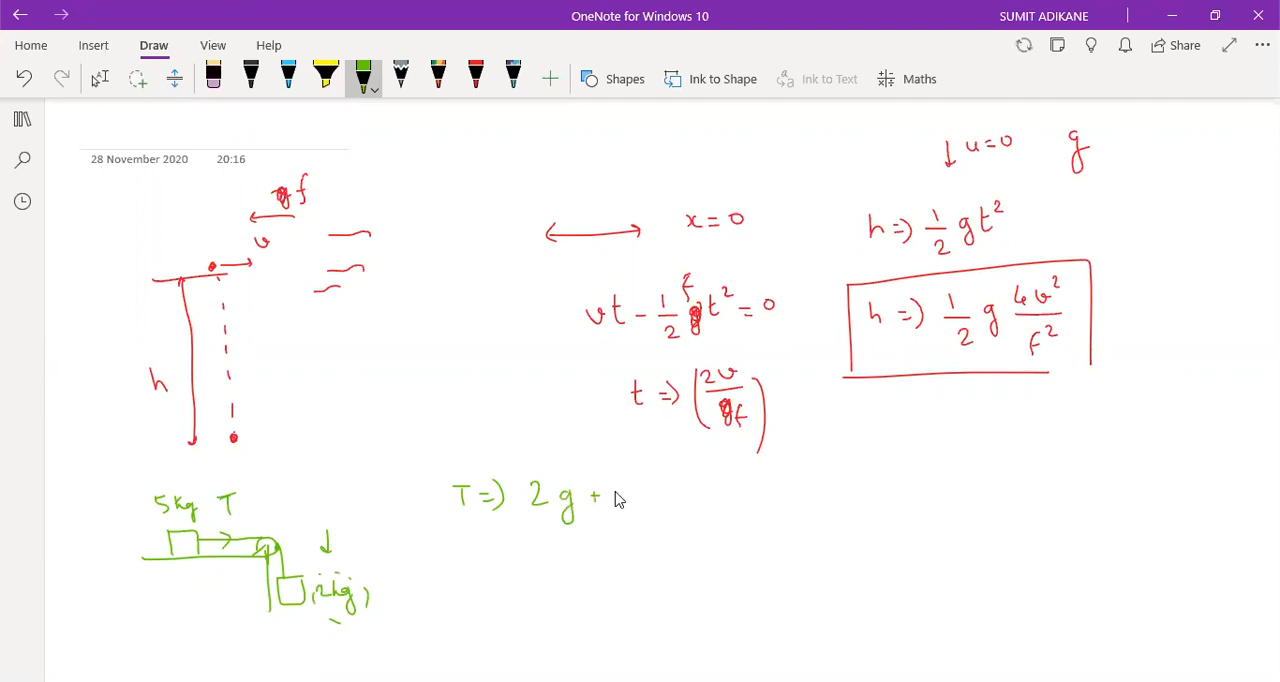 OneNote for Windows 10
SUMIT ADIKANE
Home Insert Draw View Help
Share
Shapes
Ink to Shape
Ink to Text
Maths
28 November 2020 20:16
f
v
h
x = 0
vt - 1/2 f t² = 0
t => (2v/f)
↓ u = 0 g
h => 1/2 g t²
h => 1/2 g 4v²/f²
5kg T
↓
(2kg)
T => 2g +